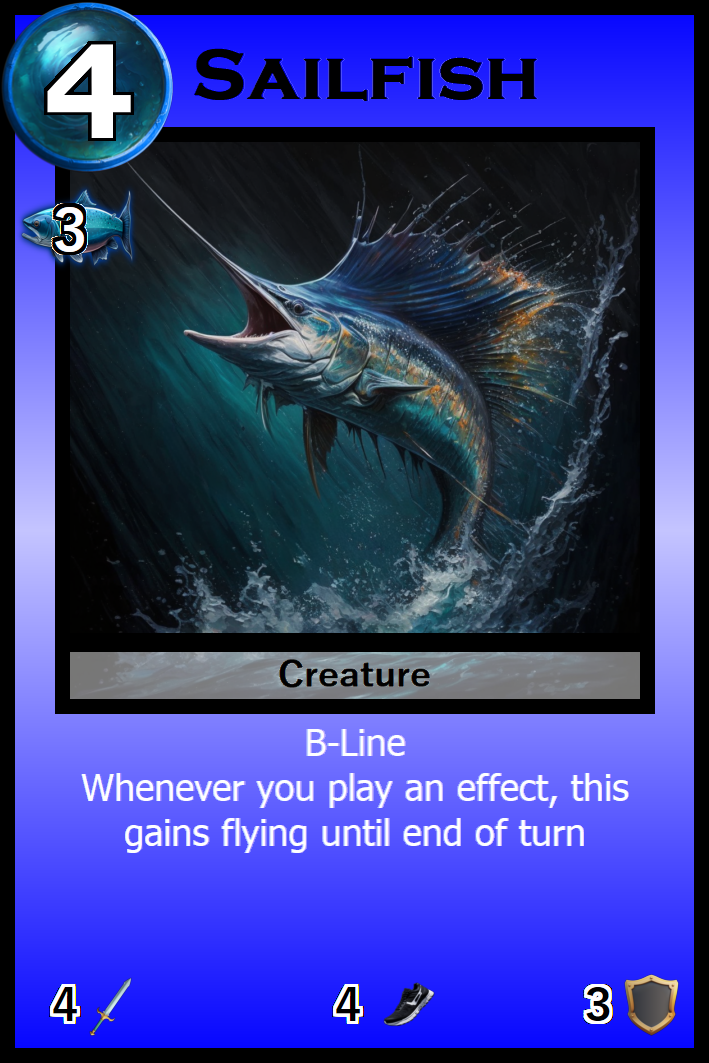 4
Sailfish
3
Creature
B-Line
Whenever you play an effect, this
gains flying until end of turn
4 4 3